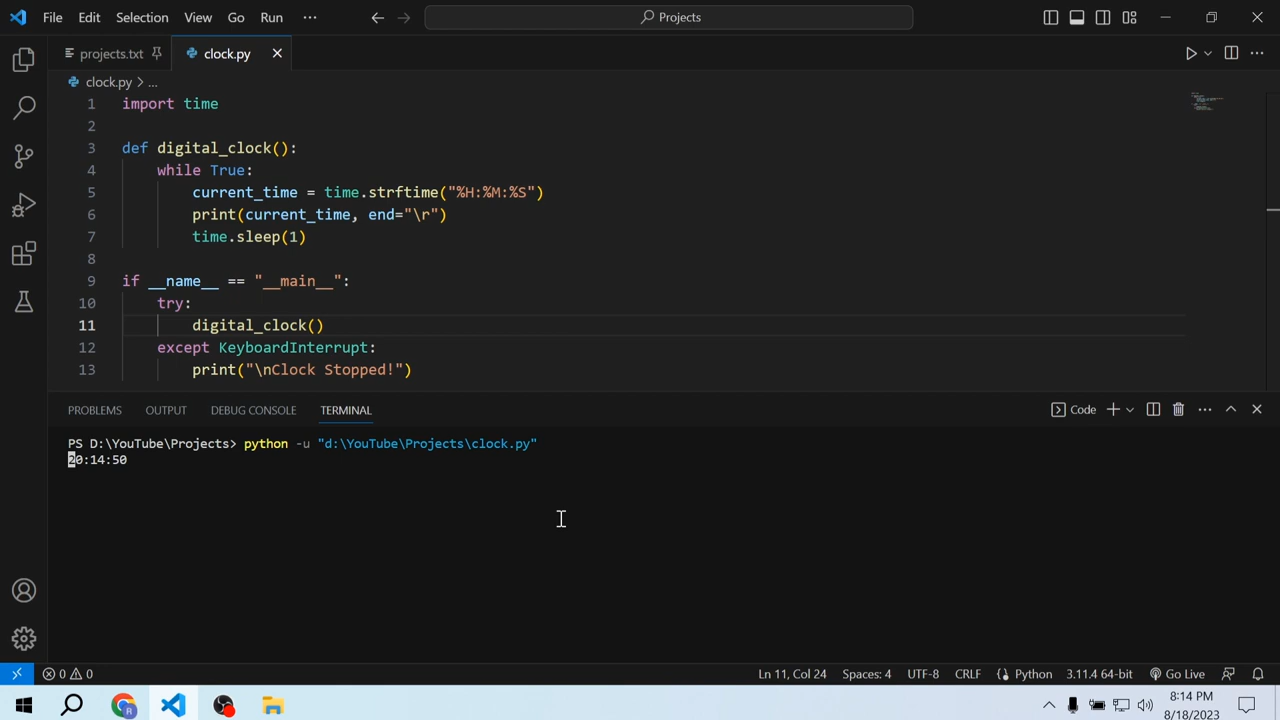 File Edit Selection View Go Run ··· Projects
projects.txt clock.py
clock.py > ...
1 import time
2
3 def digital_clock():
4 while True:
5 current_time = time.strftime("%H:%M:%S")
6 print(current_time, end="\r")
7 time.sleep(1)
8
9 if __name__ == "__main__":
10 try:
11 digital_clock()
12 except KeyboardInterrupt:
13 print("\nClock Stopped!")
PROBLEMS OUTPUT DEBUG CONSOLE TERMINAL Code
PS D:\YouTube\Projects> python -u "d:\YouTube\Projects\clock.py"
20:14:50
0 0 Ln 11, Col 24 Spaces: 4 UTF-8 CRLF Python 3.11.4 64-bit Go Live
8:14 PM
8/18/2023